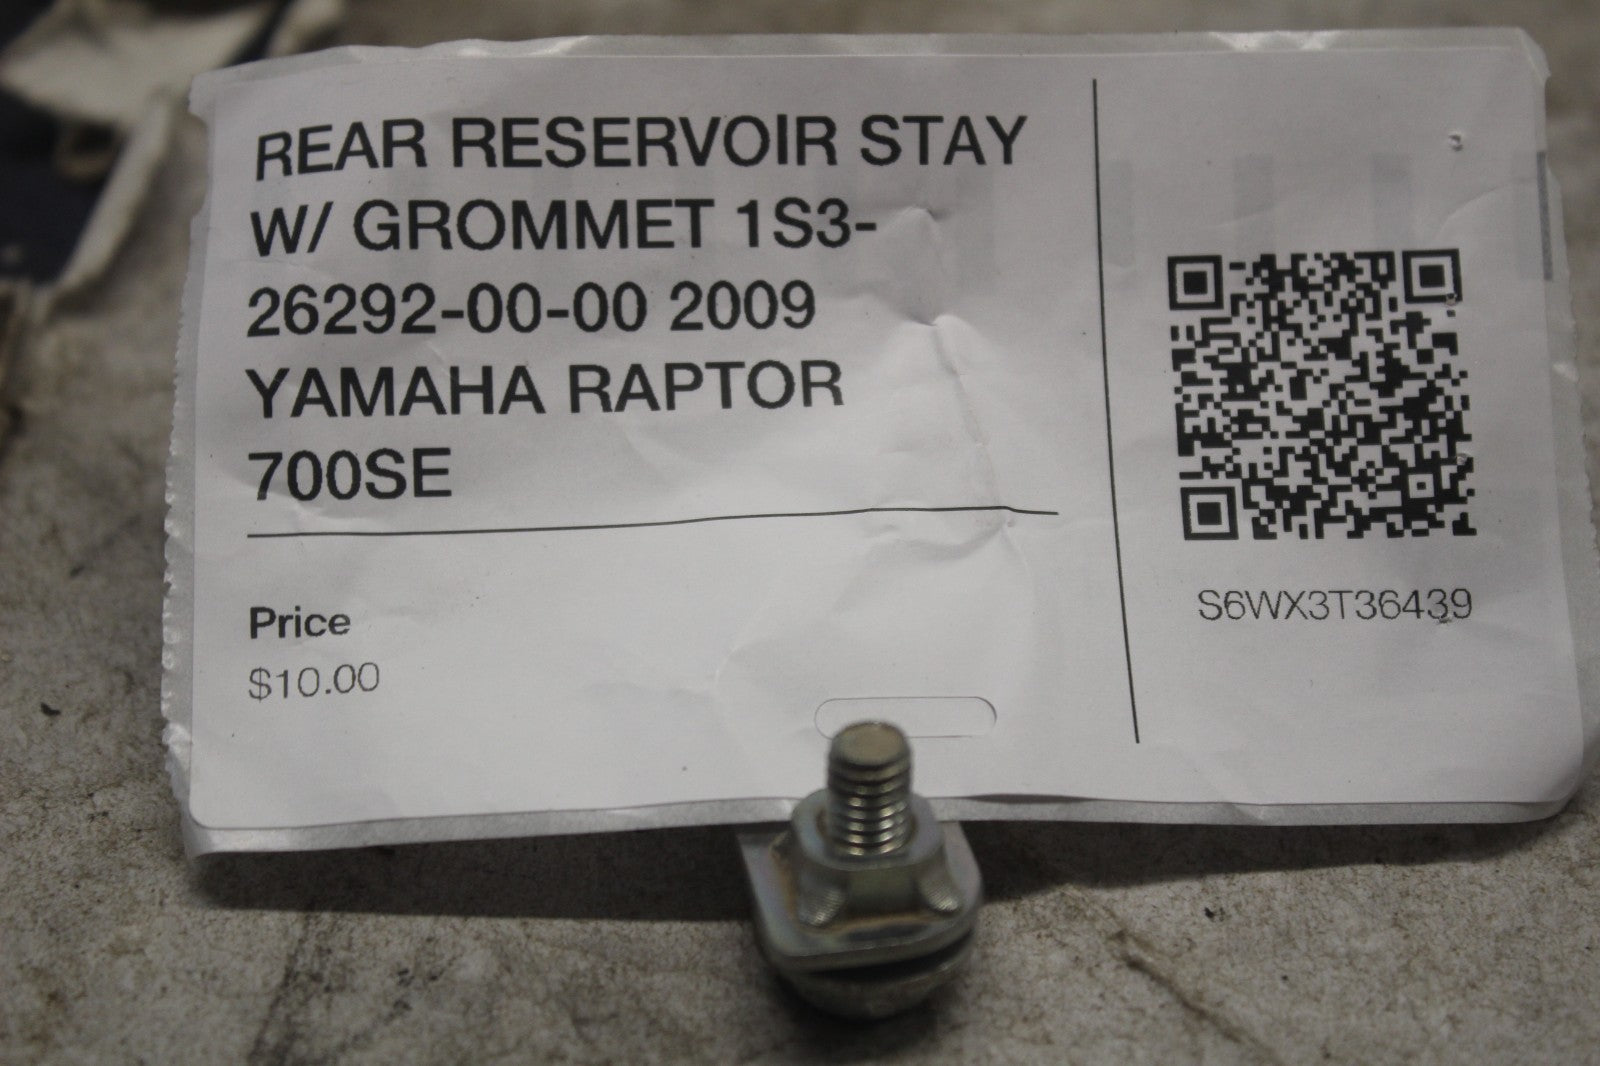 REAR RESERVOIR STAY
W/ GROMMET 1S3-
26292-00-00 2009
YAMAHA RAPTOR
700SE
Price
$10.00
S6WX3T36439